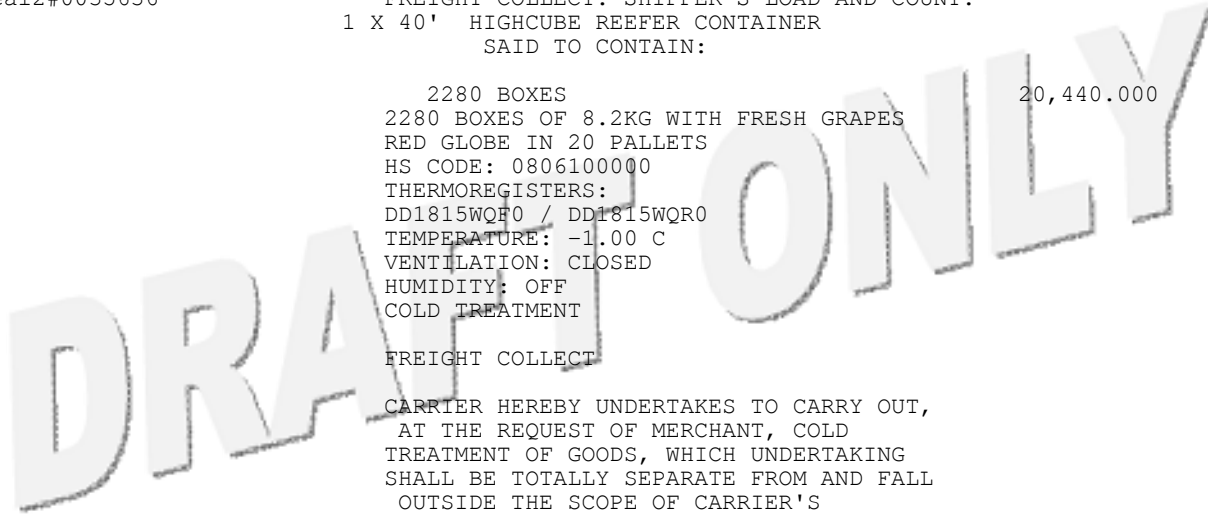 FREIGHT COLLECT. SHIPPER'S LOAD AND COUNT.
1 X 40' HIGHCUBE REEFER CONTAINER
SAID TO CONTAIN:
2280 BOXES 20,440.000
2280 BOXES OF 8.2KG WITH FRESH GRAPES
RED GLOBE IN 20 PALLETS
HS CODE: 0806100000
THERMOREGISTERS:
DD1815WQF0 / DD1815WQR0
TEMPERATURE: -1.00 C
VENTILATION: CLOSED
HUMIDITY: OFF
COLD TREATMENT
FREIGHT COLLECT
CARRIER HEREBY UNDERTAKES TO CARRY OUT,
AT THE REQUEST OF MERCHANT, COLD
TREATMENT OF GOODS, WHICH UNDERTAKING
SHALL BE TOTALLY SEPARATE FROM AND FALL
OUTSIDE THE SCOPE OF CARRIER'S
DRAFT ONLY